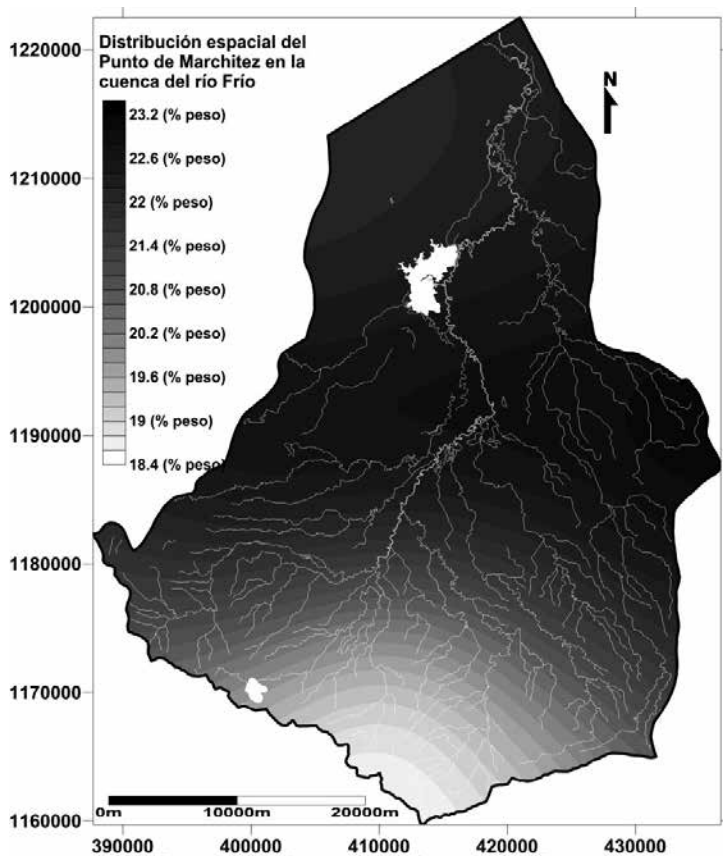 Distribución espacial del
Punto de Marchitez en la
cuenca del río Frío
23.2 (% peso)
22.6 (% peso)
22 (% peso)
21.4 (% peso)
20.8 (% peso)
20.2 (% peso)
19.6 (% peso)
19 (% peso)
18.4 (% peso)
N
1220000
1210000
1200000
1190000
1180000
1170000
1160000
0m 10000m 20000m
390000 400000 410000 420000 430000